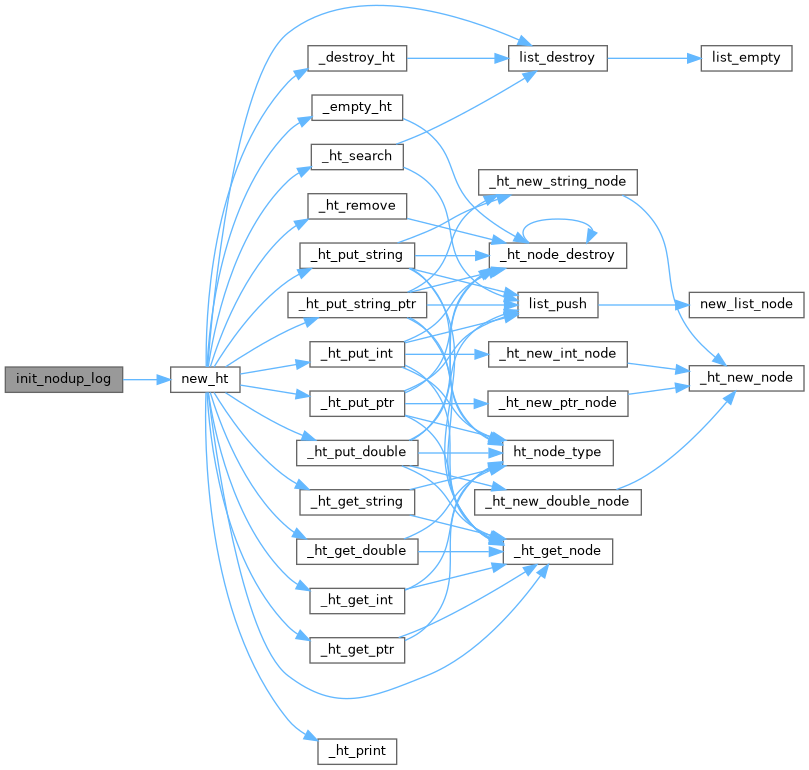 init_nodup_log
new_ht
_destroy_ht
_empty_ht
_ht_search
_ht_remove
_ht_put_string
_ht_put_string_ptr
_ht_put_int
_ht_put_ptr
_ht_put_double
_ht_get_string
_ht_get_double
_ht_get_int
_ht_get_ptr
_ht_print
list_destroy
_ht_new_string_node
_ht_node_destroy
list_push
_ht_new_int_node
_ht_new_ptr_node
ht_node_type
_ht_new_double_node
_ht_get_node
list_empty
new_list_node
_ht_new_node